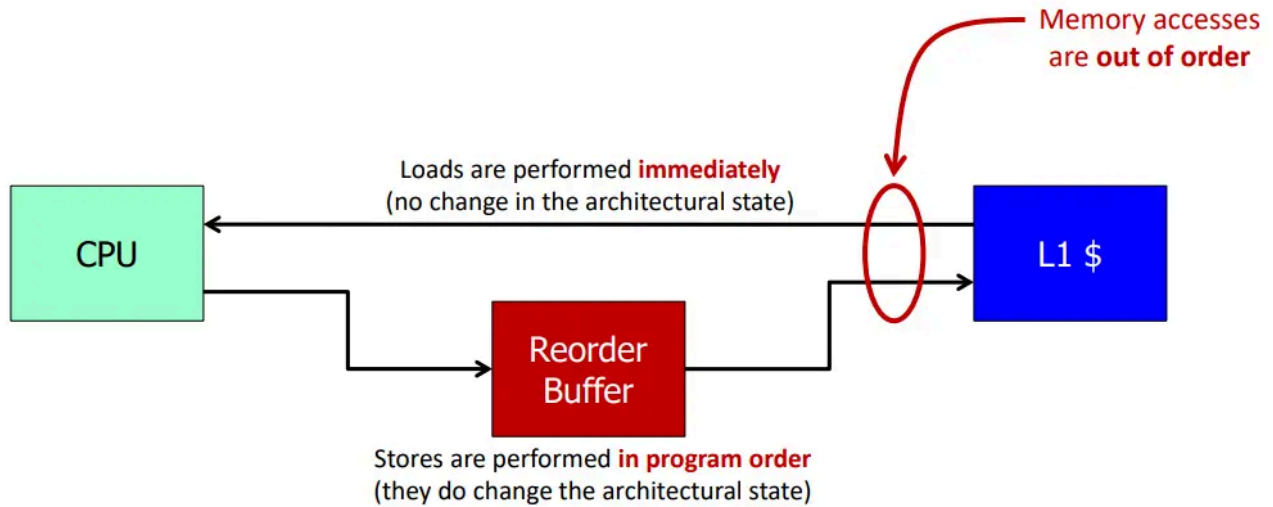 Memory accesses
are out of order
Loads are performed immediately
(no change in the architectural state)
CPU
L1 $
Reorder
Buffer
Stores are performed in program order
(they do change the architectural state)